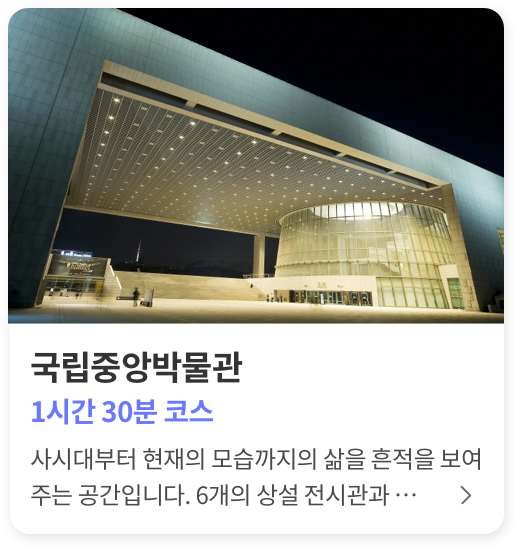 국립중앙박물관
1시간 30분 코스
사시대부터 현재의 모습까지의 삶을 흔적을 보여
주는 공간입니다. 6개의 상설 전시관과 …